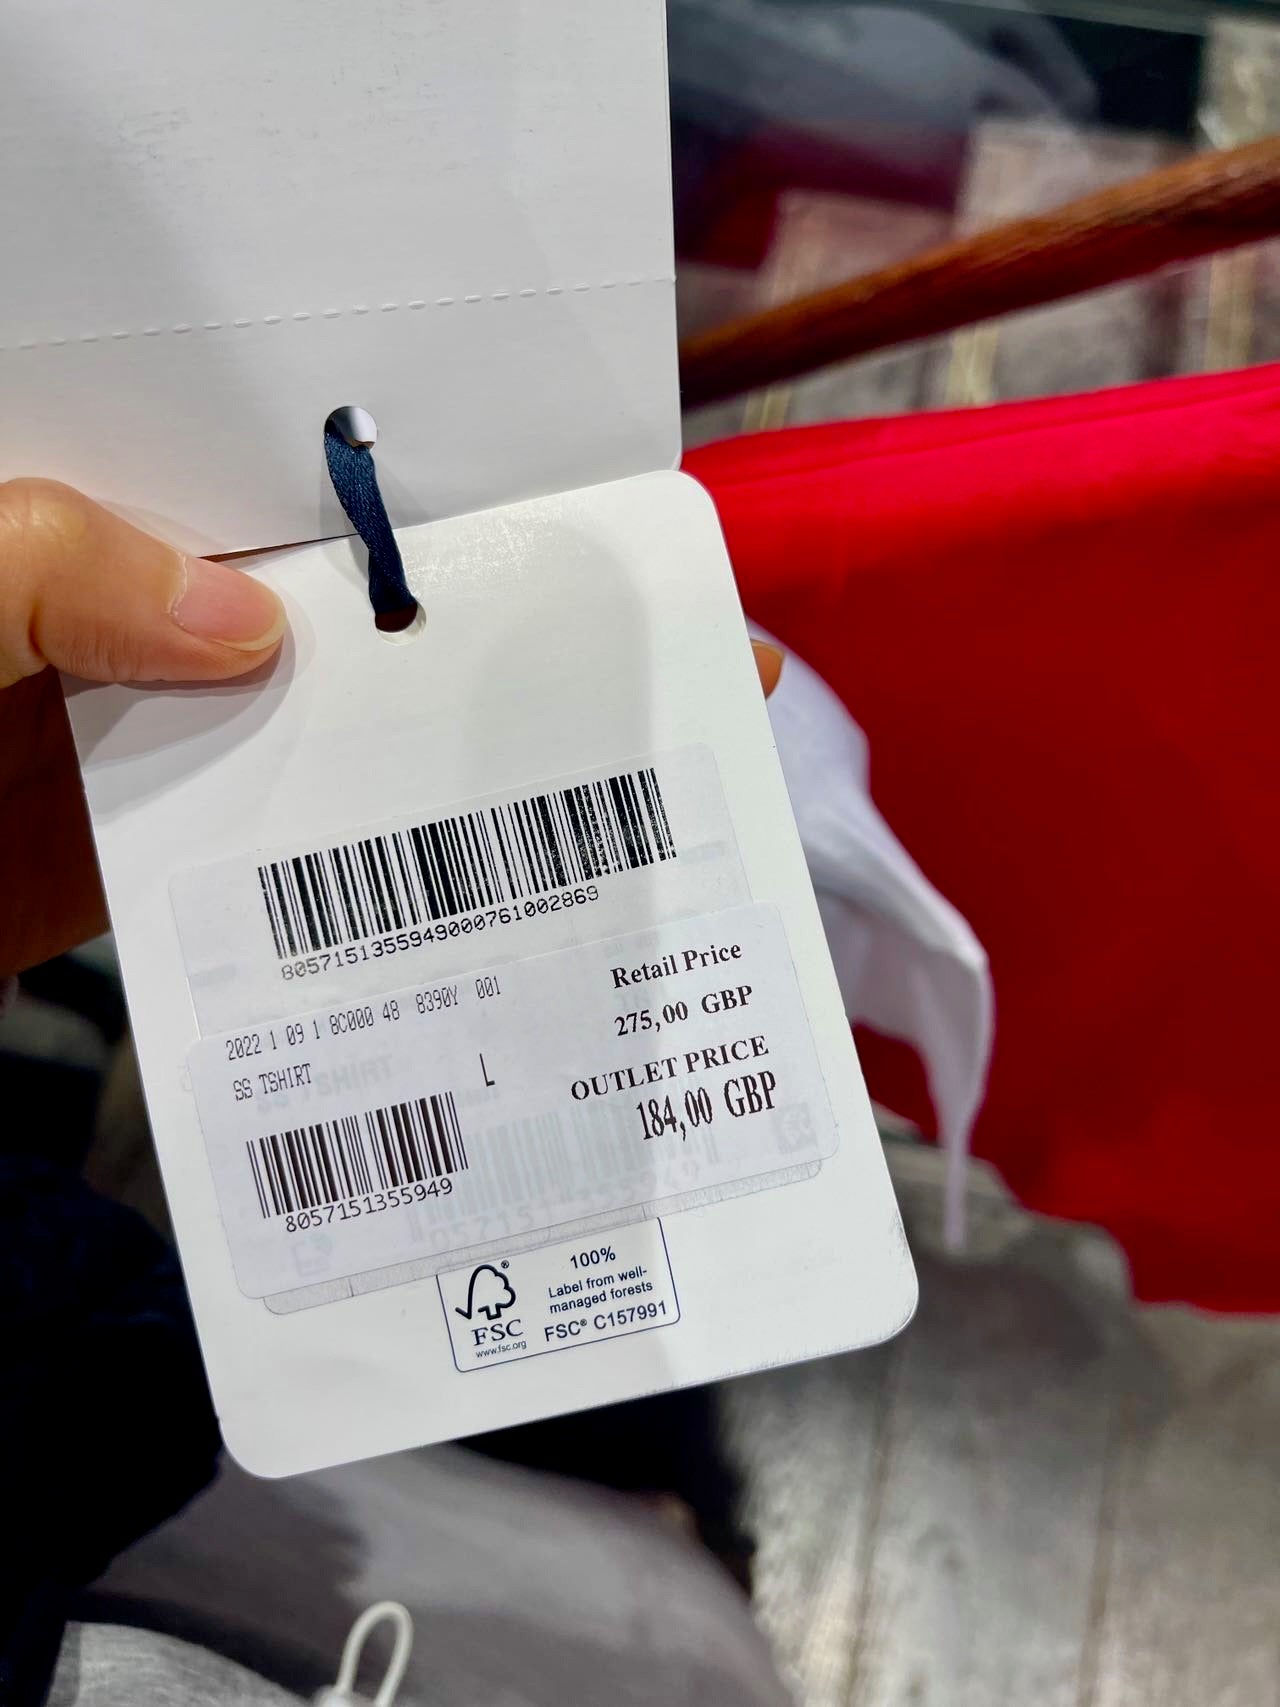 8057151355949000761002869
2022 1 09 1 8C000 48 8390Y 001
SS TSHIRT
L
8057151355949
Retail Price
275,00 GBP
OUTLET PRICE
184,00 GBP
FSC®
www.fsc.org
100%
Label from well-
managed forests
FSC® C157991